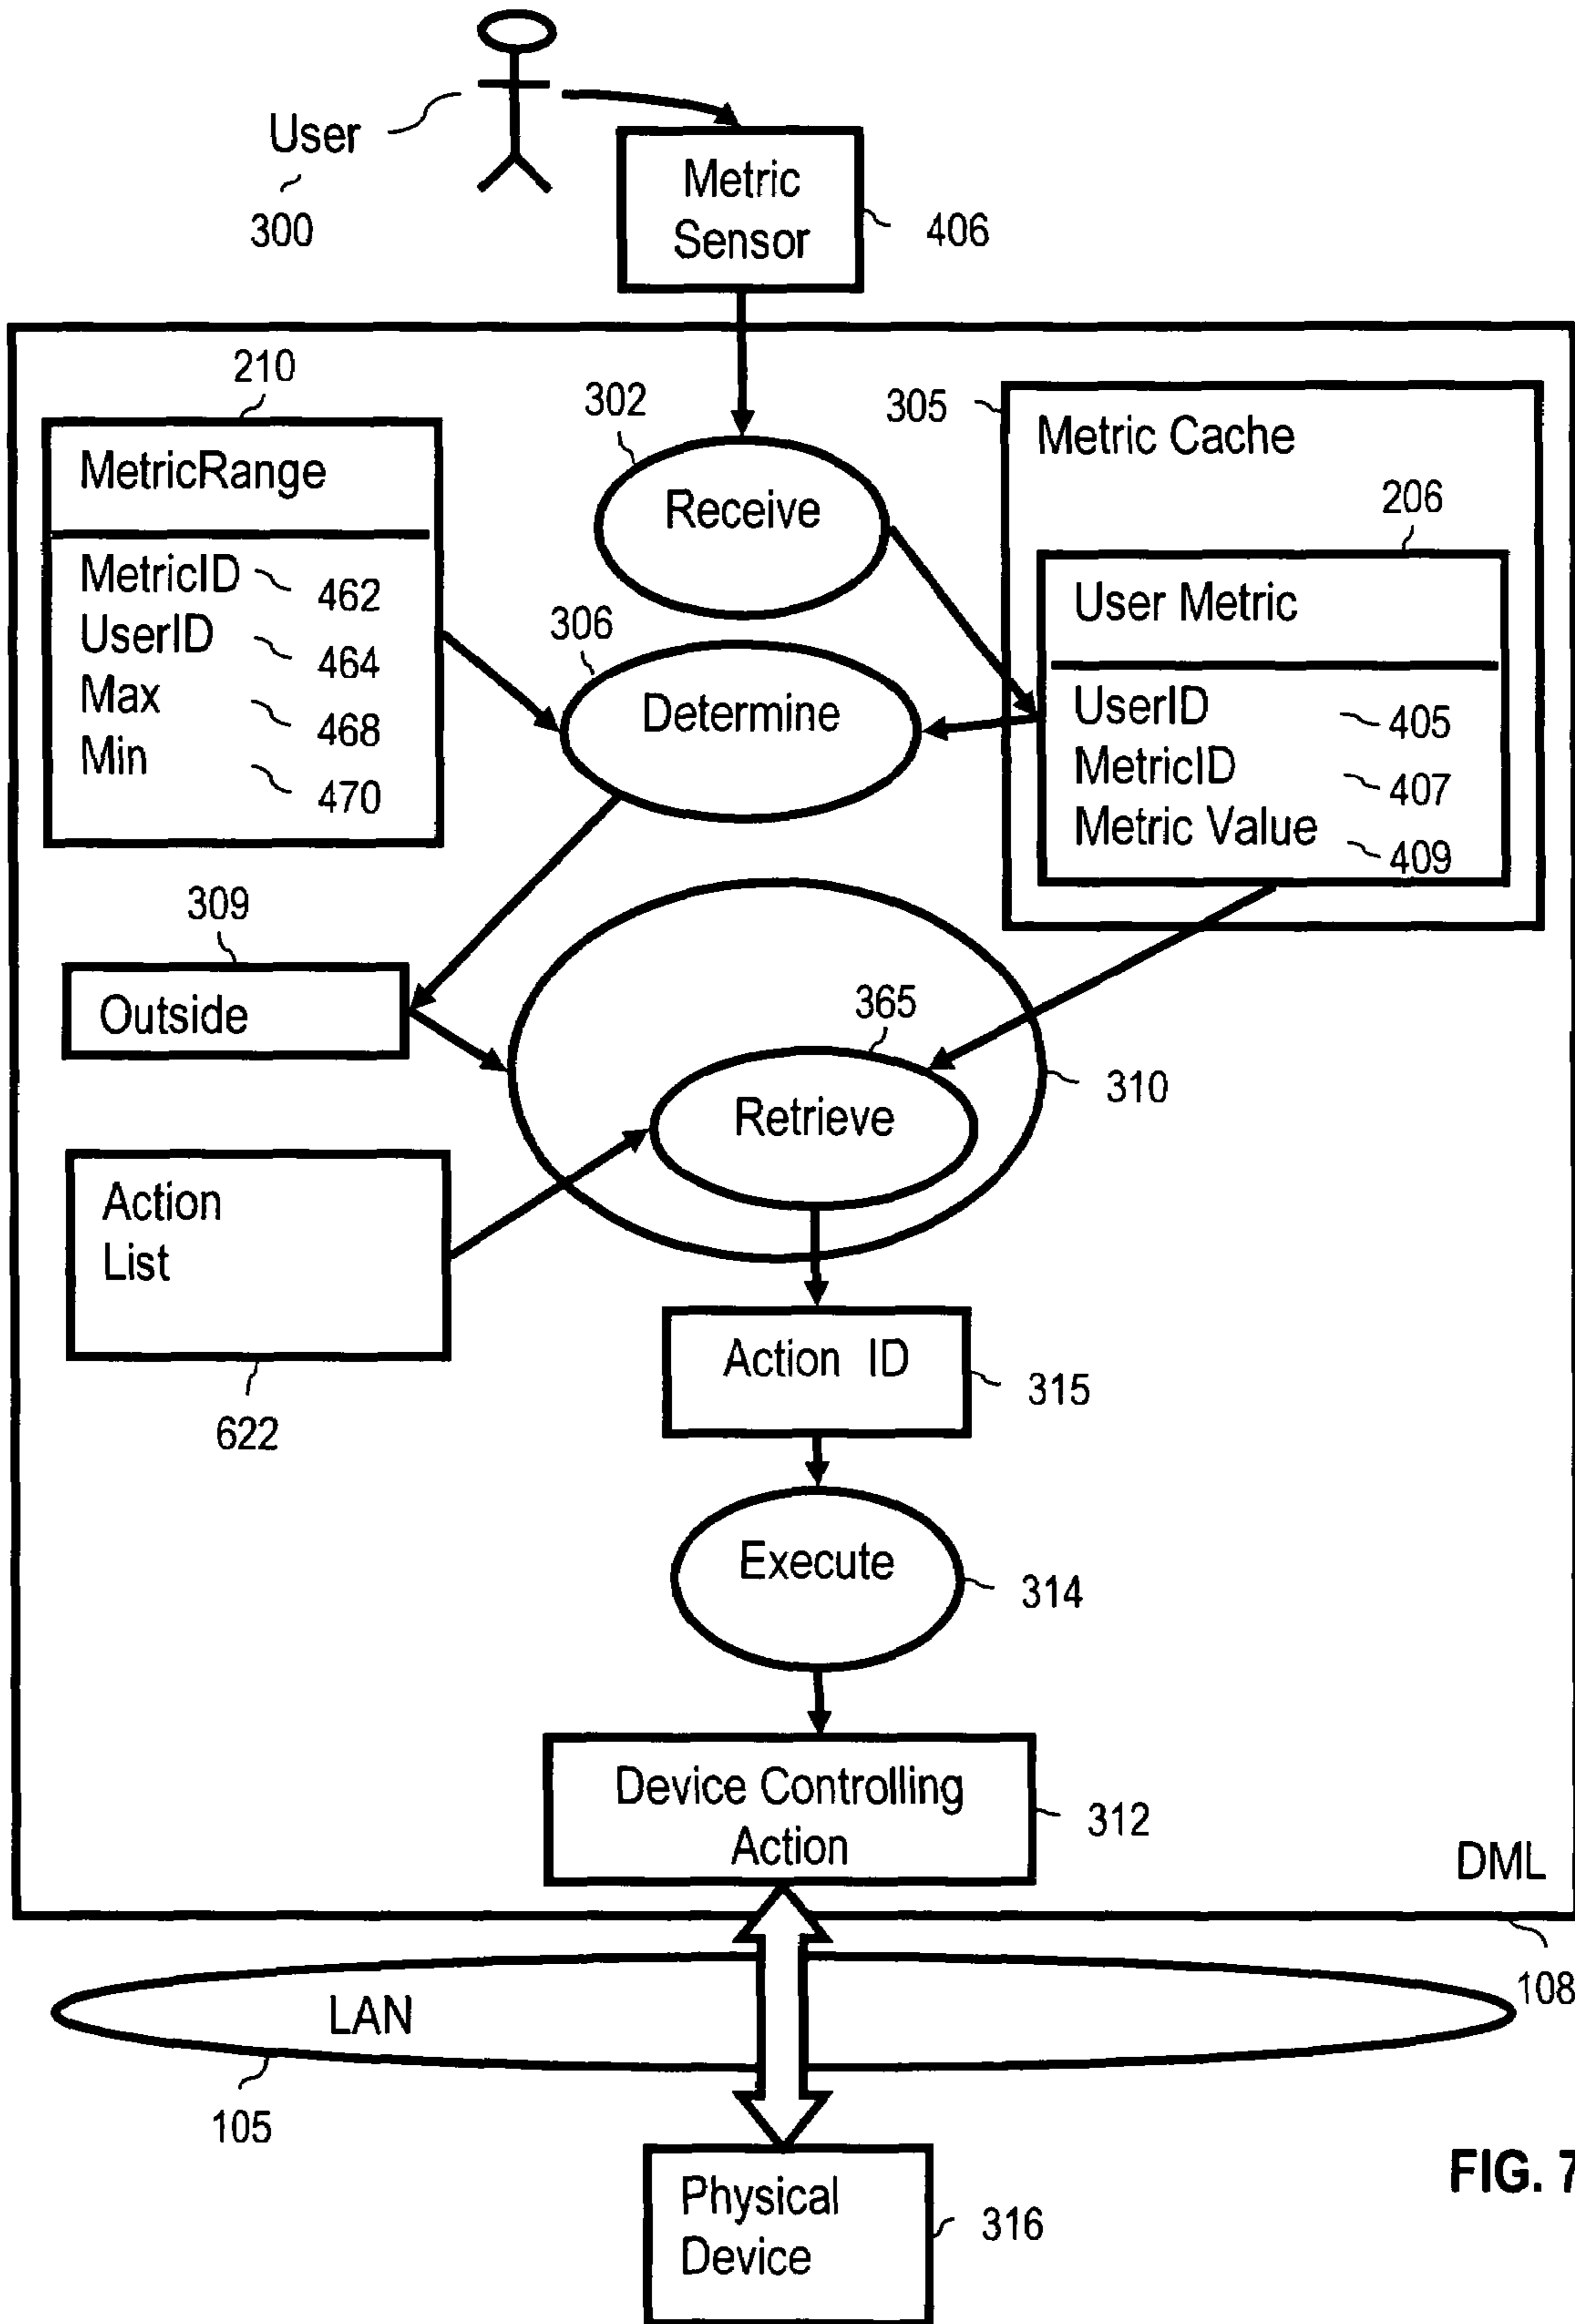 User
300
Metric
Sensor
406
210
MetricRange
MetricID
462
UserID
464
Max
468
Min
470
302
Receive
305
Metric Cache
206
User Metric
UserID
405
MetricID
407
Metric Value
409
306
Determine
309
Outside
365
Retrieve
310
Action
List
622
Action ID
315
Execute
314
Device Controlling
Action
312
DML
108
LAN
105
Physical
Device
316
FIG. 7